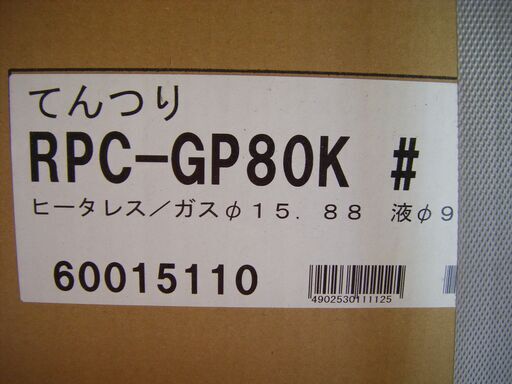 てんつり
RPC-GP80K #
ヒータレス/ガスφ15.88 液φ9
60015110
4902530111125